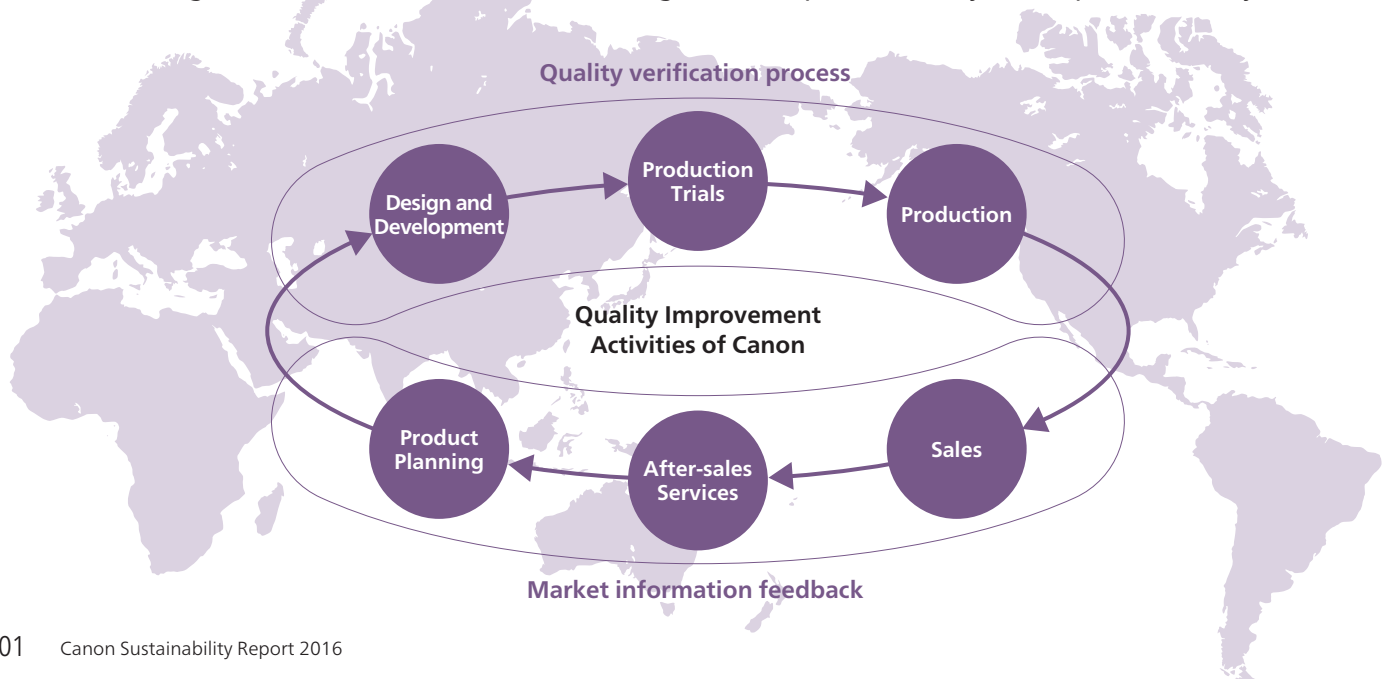 Quality verification process
Production
Trials
Design and
Development
Production
Quality Improvement
Activities of Canon
Product
Planning
After-sales
Services
Sales
Market information feedback
01 Canon Sustainability Report 2016